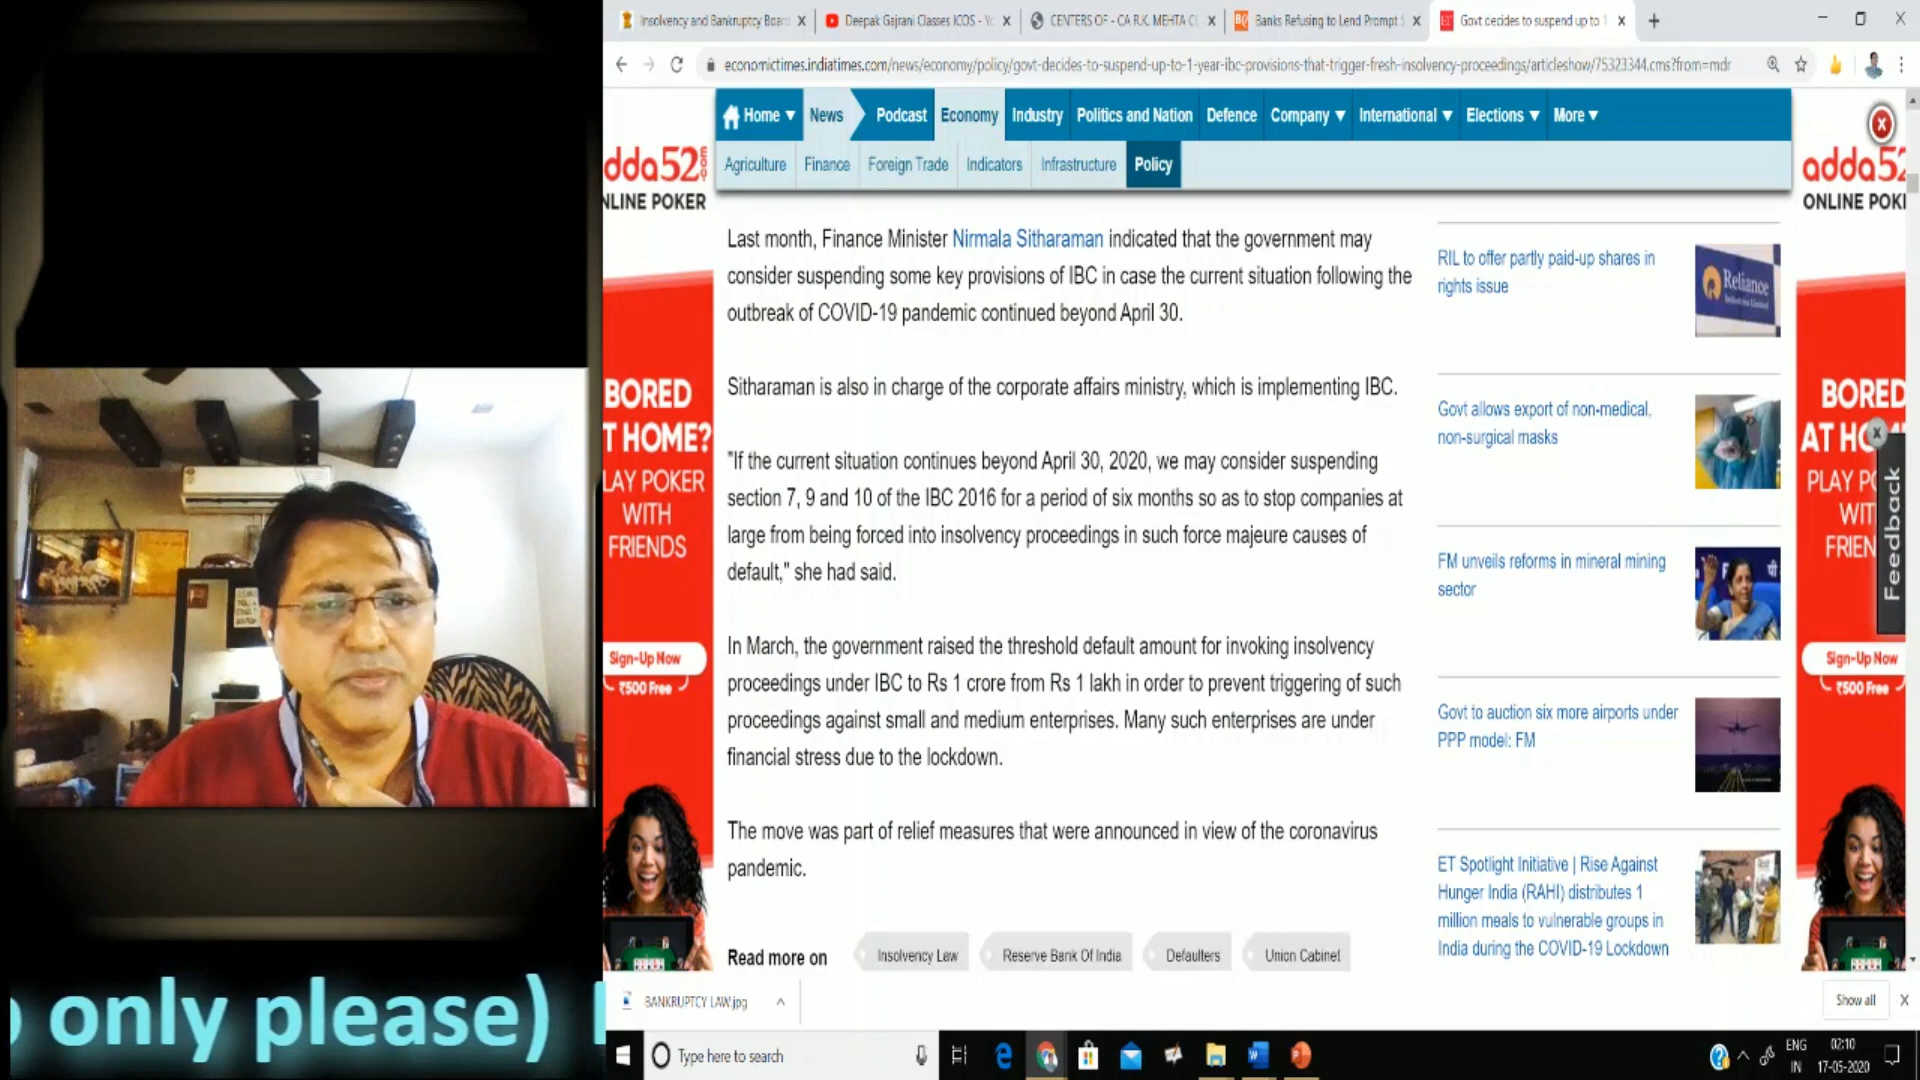 Insolvency and Bankruptcy Boar
Deepak Gajrani Classes ICOS - Y
CENTERS OF - CA R.K. MEHTA C
Banks Refusing to Lend Prompt S
Govt decides to suspend up to 1
economictimes.indiatimes.com/news/economy/policy/govt-decides-to-suspend-up-to-1-year-ibc-provisions-that-trigger-fresh-insolvency-proceedings/articleshow/75323344.cms?from=mdr
Home News Podcast Economy Industry Politics and Nation Defence Company International Elections More
Agriculture Finance Foreign Trade Indicators Infrastructure Policy
dda52.com
NLINE POKER
BORED
T HOME?
LAY POKER
WITH
FRIENDS
Sign-Up Now
₹500 Free
Last month, Finance Minister Nirmala Sitharaman indicated that the government may
consider suspending some key provisions of IBC in case the current situation following the
outbreak of COVID-19 pandemic continued beyond April 30.
Sitharaman is also in charge of the corporate affairs ministry, which is implementing IBC.
"If the current situation continues beyond April 30, 2020, we may consider suspending
section 7, 9 and 10 of the IBC 2016 for a period of six months so as to stop companies at
large from being forced into insolvency proceedings in such force majeure causes of
default," she had said.
In March, the government raised the threshold default amount for invoking insolvency
proceedings under IBC to Rs 1 crore from Rs 1 lakh in order to prevent triggering of such
proceedings against small and medium enterprises. Many such enterprises are under
financial stress due to the lockdown.
The move was part of relief measures that were announced in view of the coronavirus
pandemic.
Read more on Insolvency Law Reserve Bank Of India Defaulters Union Cabinet
RIL to offer partly paid-up shares in
rights issue
Reliance
Govt allows export of non-medical,
non-surgical masks
FM unveils reforms in mineral mining
sector
Govt to auction six more airports under
PPP model: FM
ET Spotlight Initiative | Rise Against
Hunger India (RAHI) distributes 1
million meals to vulnerable groups in
India during the COVID-19 Lockdown
adda52
ONLINE POKI
BORED
AT HOM
PLAY PO
WIT
FRIEN
Sign-Up Now
₹500 Free
Feedback
only please)
BANKRUPTCY LAW.jpg
Show all
Type here to search
ENG
IN
02:10
17-05-2020